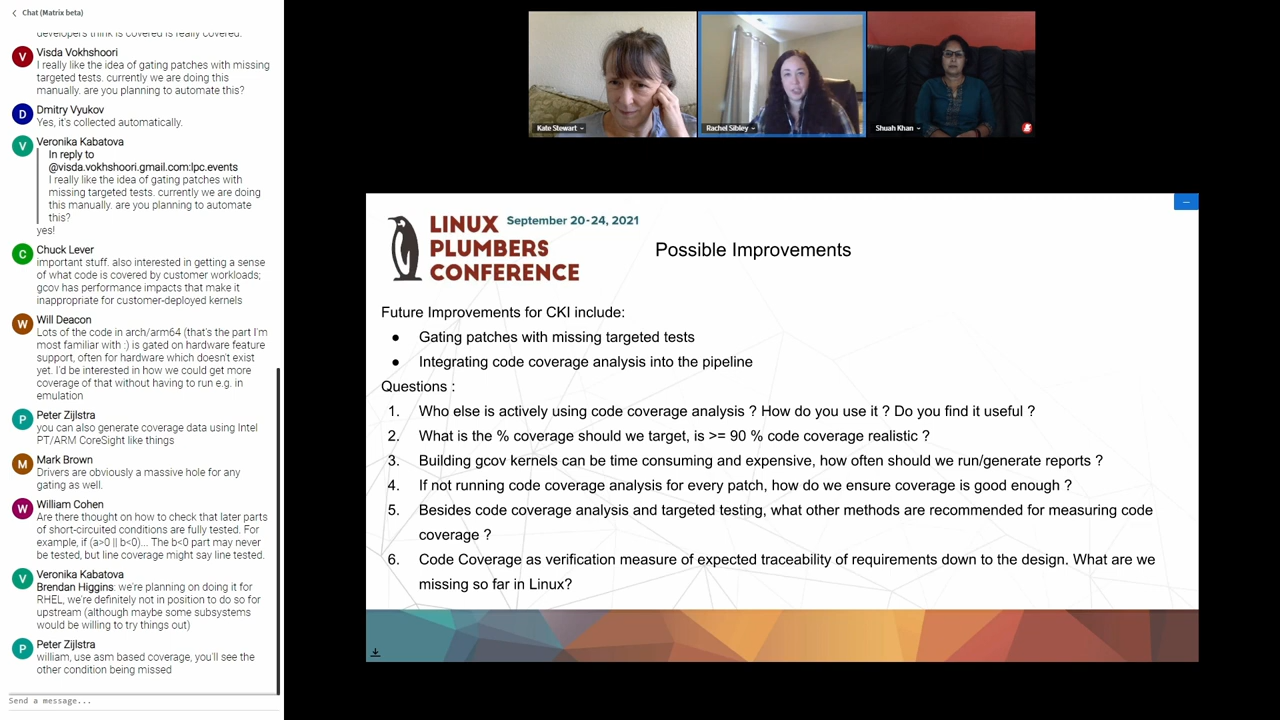 Chat (Matrix beta)
developers think is covered is really covered.
V
Visda Vokhshoori
I really like the idea of gating patches with missing
targeted tests. currently we are doing this
manually. are you planning to automate this?
D
Dmitry Vyukov
Yes, it's collected automatically.
V
Veronika Kabatova
In reply to
@visda.vokhshoori.gmail.com:lpc.events
I really like the idea of gating patches with
missing targeted tests. currently we are doing
this manually. are you planning to automate
this?
yes!
C
Chuck Lever
important stuff. also interested in getting a sense
of what code is covered by customer workloads;
gcov has performance impacts that make it
inappropriate for customer-deployed kernels
W
Will Deacon
Lots of the code in arch/arm64 (that's the part I'm
most familiar with :) is gated on hardware feature
support, often for hardware which doesn't exist
yet. I'd be interested in how we could get more
coverage of that without having to run e.g. in
emulation
P
Peter Zijlstra
you can also generate coverage data using Intel
PT/ARM CoreSight like things
M
Mark Brown
Drivers are obviously a massive hole for any
gating as well.
W
William Cohen
Are there thought on how to check that later parts
of short-circuited conditions are fully tested. For
example, if (a>0 || b<0)... The b<0 part may never
be tested, but line coverage might say line tested.
V
Veronika Kabatova
Brendan Higgins: we're planning on doing it for
RHEL, we're definitely not in position to do so for
upstream (although maybe some subsystems
would be willing to try things out)
P
Peter Zijlstra
william, use asm based coverage, you'll see the
other condition being missed
Send a message...
Kate Stewart
Rachel Sibley
Shuah Khan
LINUX
PLUMBERS
CONFERENCE
September 20-24, 2021
Possible Improvements
Future Improvements for CKI include:
● Gating patches with missing targeted tests
● Integrating code coverage analysis into the pipeline
Questions :
1. Who else is actively using code coverage analysis ? How do you use it ? Do you find it useful ?
2. What is the % coverage should we target, is >= 90 % code coverage realistic ?
3. Building gcov kernels can be time consuming and expensive, how often should we run/generate reports ?
4. If not running code coverage analysis for every patch, how do we ensure coverage is good enough ?
5. Besides code coverage analysis and targeted testing, what other methods are recommended for measuring code
coverage ?
6. Code Coverage as verification measure of expected traceability of requirements down to the design. What are we
missing so far in Linux?